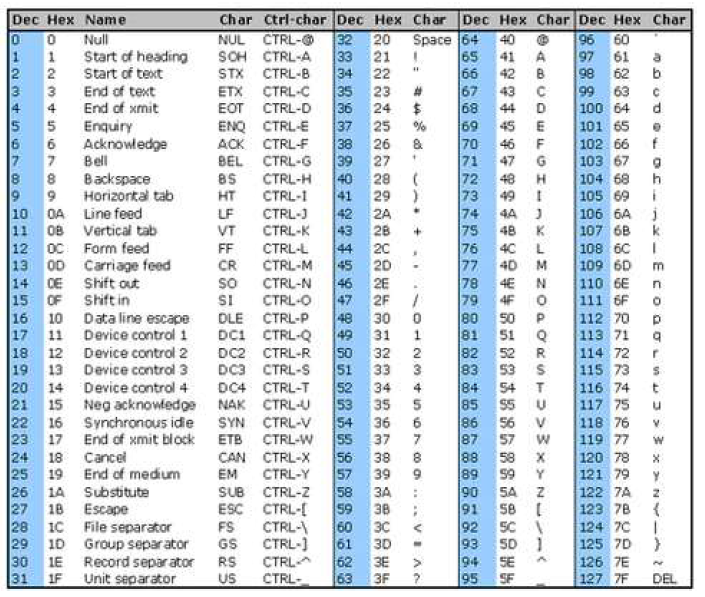 Dec Hex Name Char Ctrl-char Dec Hex Char Dec Hex Char Dec Hex Char
0 0 Null NUL CTRL-@ 32 20 Space 64 40 @ 96 60 `
1 1 Start of heading SOH CTRL-A 33 21 ! 65 41 A 97 61 a
2 2 Start of text STX CTRL-B 34 22 " 66 42 B 98 62 b
3 3 End of text ETX CTRL-C 35 23 # 67 43 C 99 63 c
4 4 End of xmit EOT CTRL-D 36 24 $ 68 44 D 100 64 d
5 5 Enquiry ENQ CTRL-E 37 25 % 69 45 E 101 65 e
6 6 Acknowledge ACK CTRL-F 38 26 & 70 46 F 102 66 f
7 7 Bell BEL CTRL-G 39 27 ' 71 47 G 103 67 g
8 8 Backspace BS CTRL-H 40 28 ( 72 48 H 104 68 h
9 9 Horizontal tab HT CTRL-I 41 29 ) 73 49 I 105 69 i
10 0A Line feed LF CTRL-J 42 2A * 74 4A J 106 6A j
11 0B Vertical tab VT CTRL-K 43 2B + 75 4B K 107 6B k
12 0C Form feed FF CTRL-L 44 2C , 76 4C L 108 6C l
13 0D Carriage feed CR CTRL-M 45 2D - 77 4D M 109 6D m
14 0E Shift out SO CTRL-N 46 2E . 78 4E N 110 6E n
15 0F Shift in SI CTRL-O 47 2F / 79 4F O 111 6F o
16 10 Data line escape DLE CTRL-P 48 30 0 80 50 P 112 70 p
17 11 Device control 1 DC1 CTRL-Q 49 31 1 81 51 Q 113 71 q
18 12 Device control 2 DC2 CTRL-R 50 32 2 82 52 R 114 72 r
19 13 Device control 3 DC3 CTRL-S 51 33 3 83 53 S 115 73 s
20 14 Device control 4 DC4 CTRL-T 52 34 4 84 54 T 116 74 t
21 15 Neg acknowledge NAK CTRL-U 53 35 5 85 55 U 117 75 u
22 16 Synchronous idle SYN CTRL-V 54 36 6 86 56 V 118 76 v
23 17 End of xmit block ETB CTRL-W 55 37 7 87 57 W 119 77 w
24 18 Cancel CAN CTRL-X 56 38 8 88 58 X 120 78 x
25 19 End of medium EM CTRL-Y 57 39 9 89 59 Y 121 79 y
26 1A Substitute SUB CTRL-Z 58 3A : 90 5A Z 122 7A z
27 1B Escape ESC CTRL-[ 59 3B ; 91 5B [ 123 7B {
28 1C File separator FS CTRL-\ 60 3C < 92 5C \ 124 7C |
29 1D Group separator GS CTRL-] 61 3D = 93 5D ] 125 7D }
30 1E Record separator RS CTRL-^ 62 3E > 94 5E ^ 126 7E ~
31 1F Unit separator US CTRL-_ 63 3F ? 95 5F _ 127 7F DEL